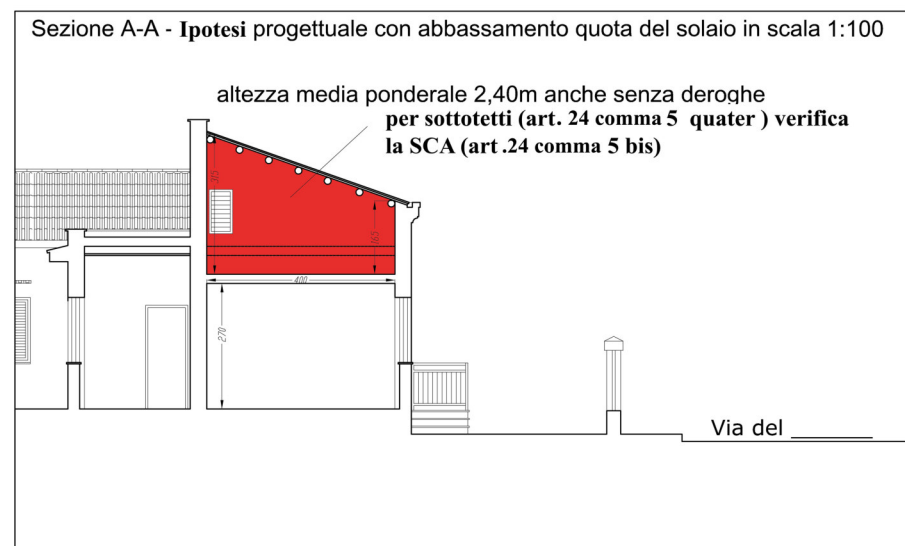 Sezione A-A - Ipotesi progettuale con abbassamento quota del solaio in scala 1:100
altezza media ponderale 2,40m anche senza deroghe
per sottotetti (art. 24 comma 5 quater ) verifica
la SCA (art .24 comma 5 bis)
315
165
400
270
Via del ________